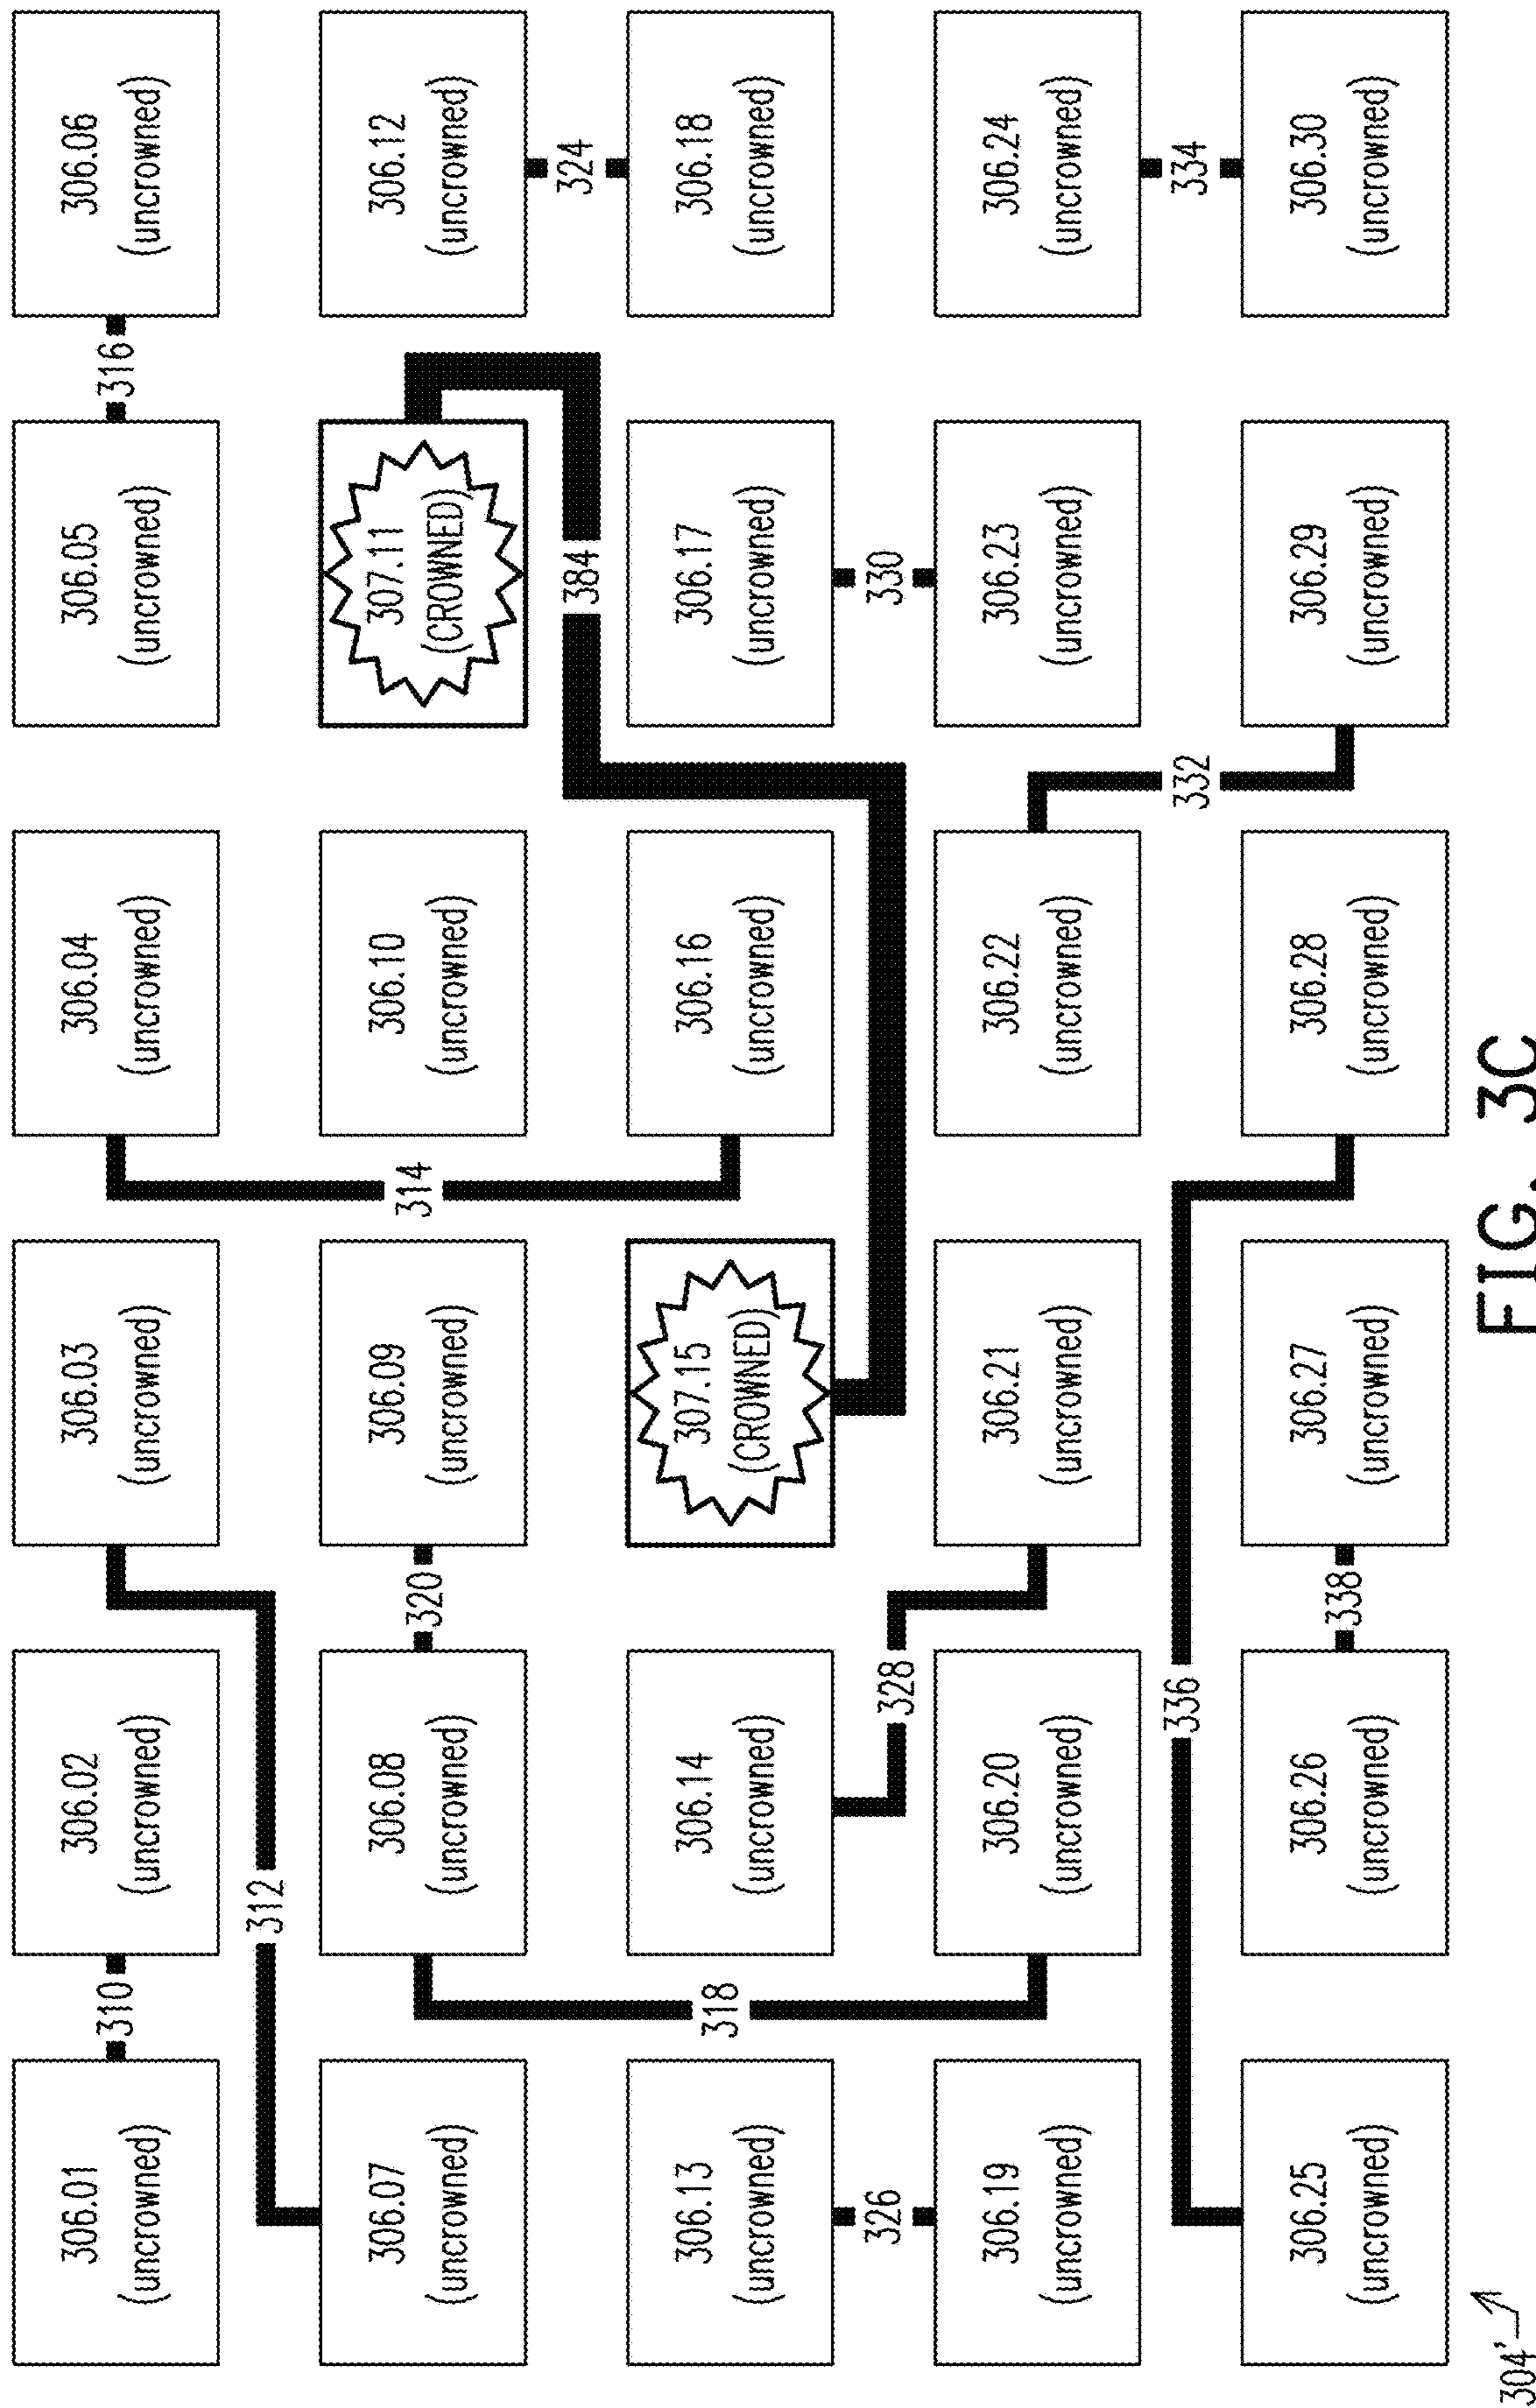 306.01
(uncrowned)
310
306.02
(uncrowned)
306.03
(uncrowned)
306.04
(uncrowned)
306.05
(uncrowned)
316
306.06
(uncrowned)
312
306.07
(uncrowned)
306.08
(uncrowned)
320
306.09
(uncrowned)
314
306.10
(uncrowned)
307.11
(CROWNED)
306.12
(uncrowned)
384
324
306.13
(uncrowned)
318
306.14
(uncrowned)
307.15
(CROWNED)
306.16
(uncrowned)
306.17
(uncrowned)
306.18
(uncrowned)
326
328
330
306.19
(uncrowned)
306.20
(uncrowned)
306.21
(uncrowned)
306.22
(uncrowned)
306.23
(uncrowned)
306.24
(uncrowned)
336
332
334
306.25
(uncrowned)
306.26
(uncrowned)
338
306.27
(uncrowned)
306.28
(uncrowned)
306.29
(uncrowned)
306.30
(uncrowned)
304'
FIG. 3C